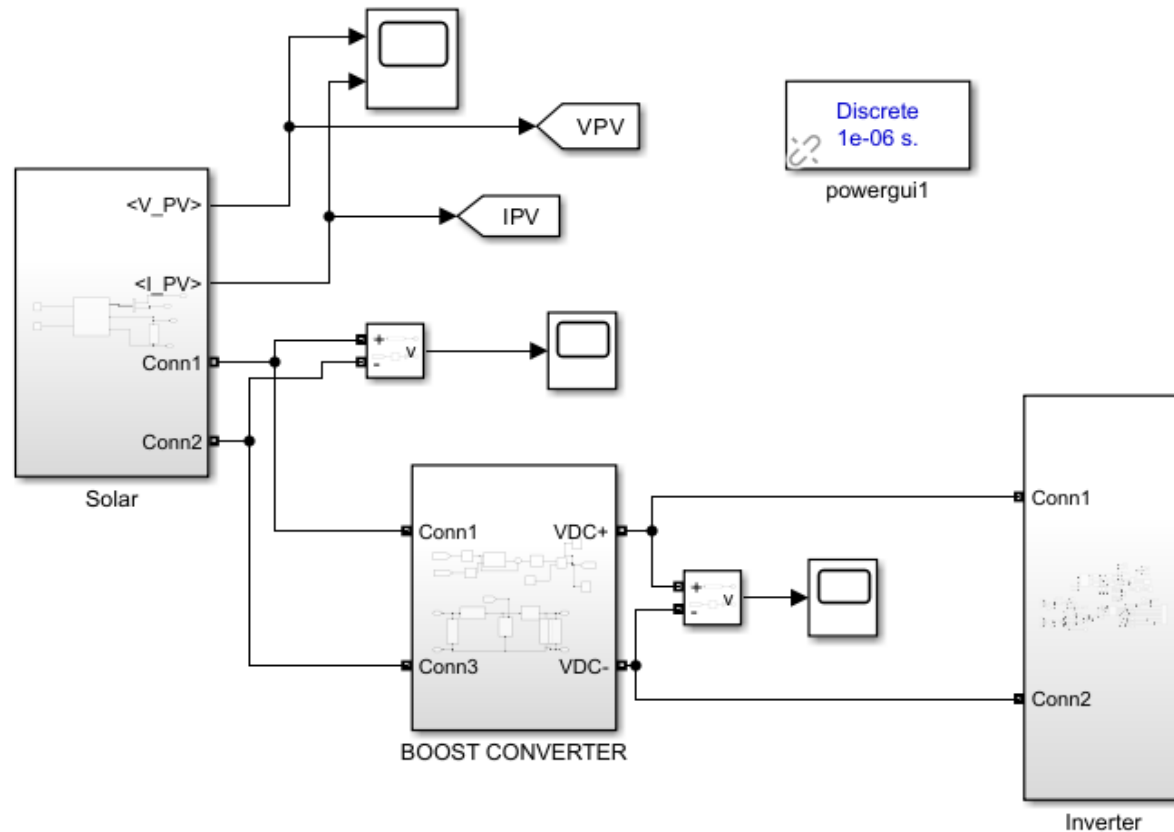 VPV
Discrete
1e-06 s.
powergui1
<V_PV>
IPV
<I_PV>
+
-
v
Conn1
Conn2
Solar
Conn1
VDC+
Conn1
+
-
v
Conn3
VDC-
Conn2
BOOST CONVERTER
Inverter